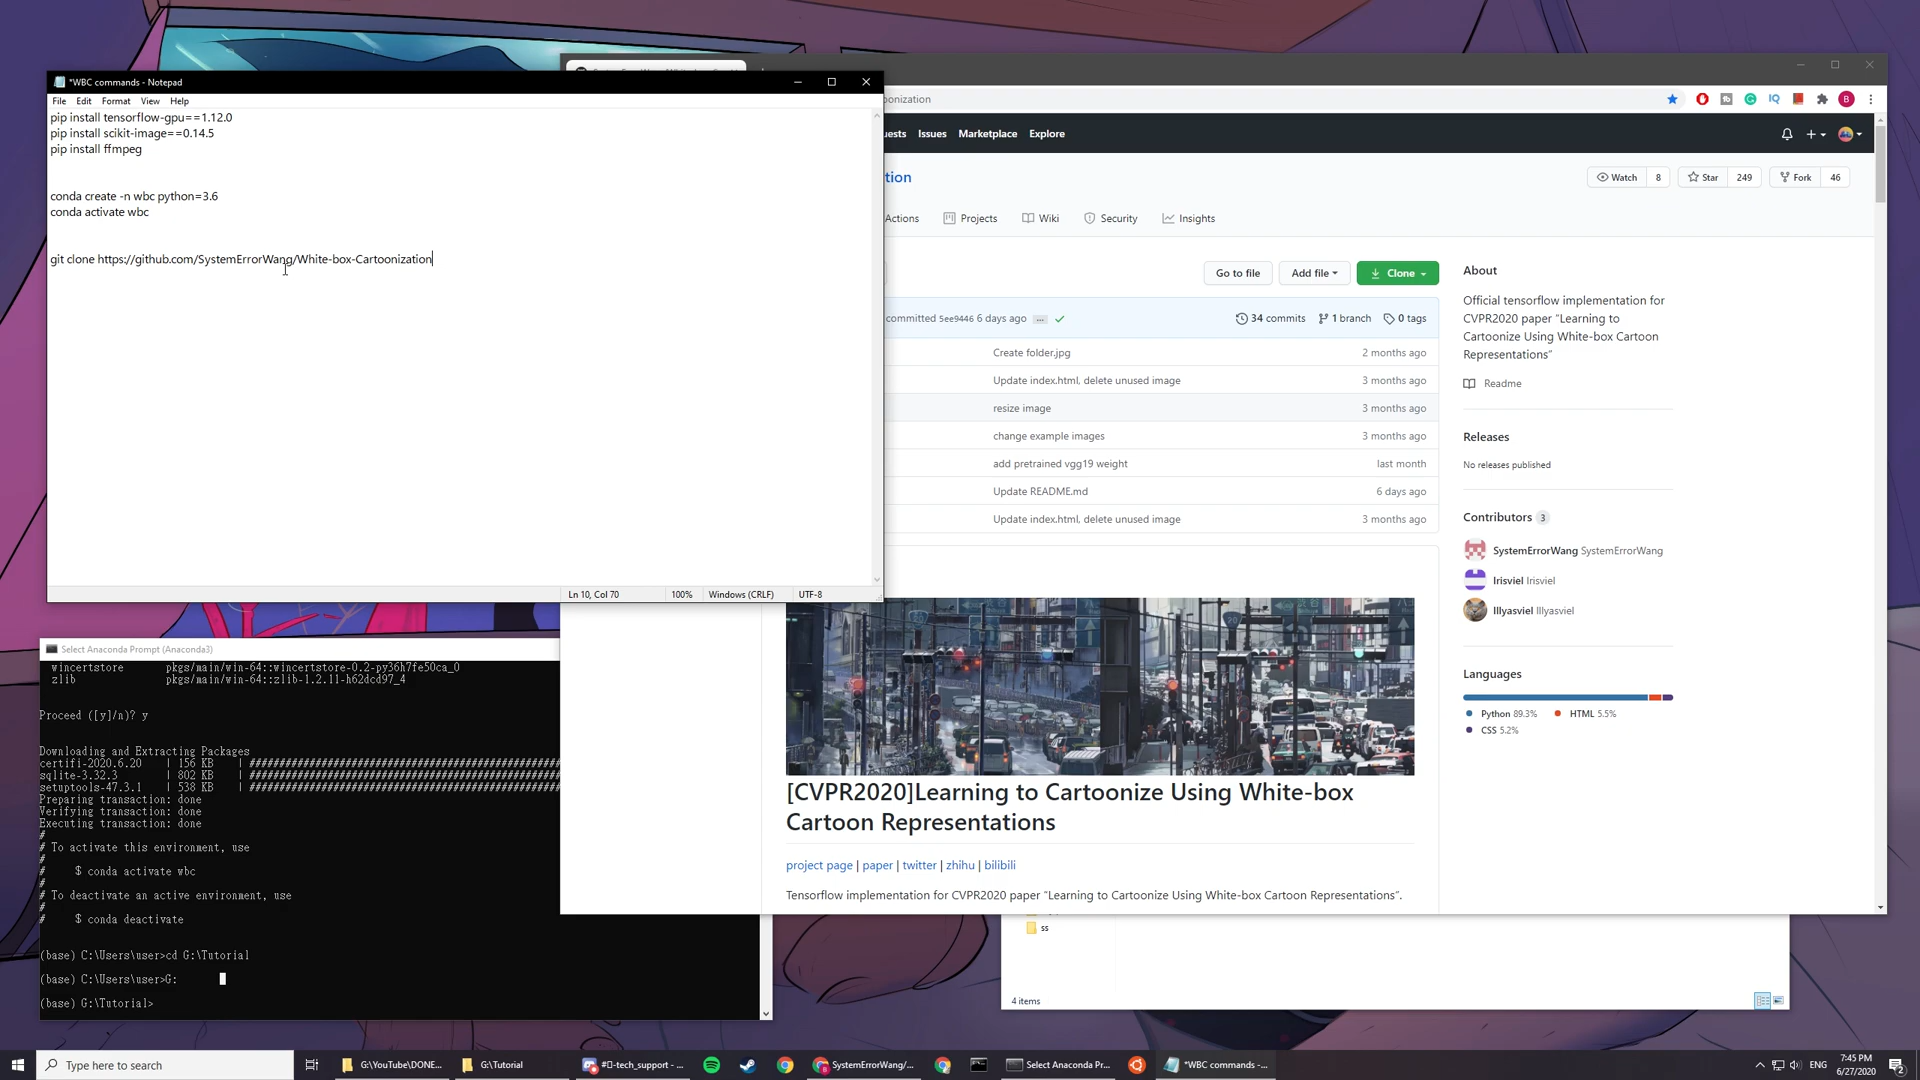 *WBC commands - Notepad
File Edit Format View Help
pip install tensorflow-gpu==1.12.0
pip install scikit-image==0.14.5
pip install ffmpeg
conda create -n wbc python=3.6
conda activate wbc
git clone https://github.com/SystemErrorWang/White-box-Cartoonization
Ln 10, Col 70 100% Windows (CRLF) UTF-8
onization
IQ
B
uests Issues Marketplace Explore
tion
Watch 8 Star 249 Fork 46
Actions Projects Wiki Security Insights
Go to file Add file Clone
committed 5ee9446 6 days ago ... 34 commits 1 branch 0 tags
Create folder.jpg 2 months ago
Update index.html, delete unused image 3 months ago
resize image 3 months ago
change example images 3 months ago
add pretrained vgg19 weight last month
Update README.md 6 days ago
Update index.html, delete unused image 3 months ago
About
Official tensorflow implementation for
CVPR2020 paper "Learning to
Cartoonize Using White-box Cartoon
Representations"
Readme
Releases
No releases published
Contributors 3
SystemErrorWang SystemErrorWang
Irisviel Irisviel
Illyasviel Illyasviel
Languages
Python 89.3% HTML 5.5%
CSS 5.2%
[CVPR2020]Learning to Cartoonize Using White-box
Cartoon Representations
project page | paper | twitter | zhihu | bilibili
Tensorflow implementation for CVPR2020 paper "Learning to Cartoonize Using White-box Cartoon Representations".
Select Anaconda Prompt (Anaconda3)
wincertstore pkgs/main/win-64::wincertstore-0.2-py36h7fe50ca_0
zlib pkgs/main/win-64::zlib-1.2.11-h62dcd97_4
Proceed ([y]/n)? y
Downloading and Extracting Packages
certifi-2020.6.20 | 156 KB | ####################################
sqlite-3.32.3 | 802 KB | ####################################
setuptools-47.3.1 | 538 KB | ####################################
Preparing transaction: done
Verifying transaction: done
Executing transaction: done
#
# To activate this environment, use
#
# $ conda activate wbc
#
# To deactivate an active environment, use
#
# $ conda deactivate
(base) C:\Users\user>cd G:\Tutorial
(base) C:\Users\user>G:
(base) G:\Tutorial>
ss
4 items
Type here to search
G:\YouTube\DONE...
G:\Tutorial
SystemErrorWang/...
Select Anaconda Pr...
*WBC commands -...
ENG
7:45 PM
6/27/2020
2